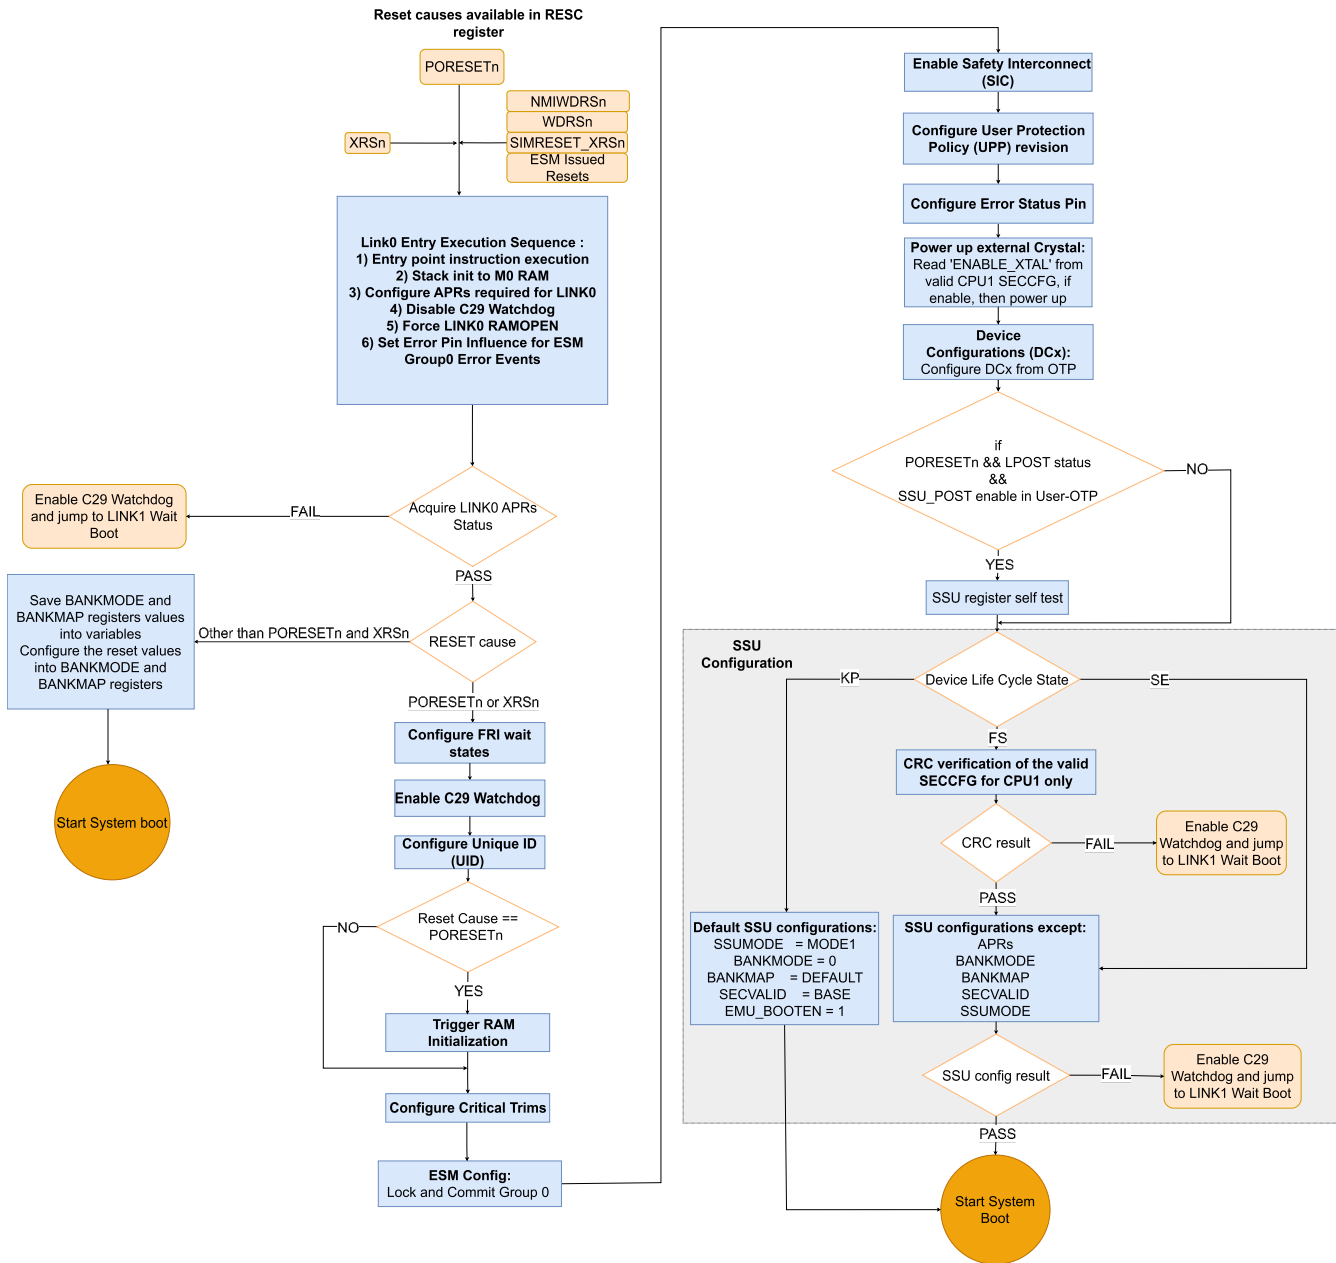 Reset causes available in RESC
register
PORESETn
NMIWDRSn
WDRSn
XRSn
SIMRESET_XRSn
ESM Issued
Resets
Link0 Entry Execution Sequence :
1) Entry point instruction execution
2) Stack init to M0 RAM
3) Configure APRs required for LINK0
4) Disable C29 Watchdog
5) Force LINK0 RAMOPEN
6) Set Error Pin Influence for ESM
Group0 Error Events
Acquire LINK0 APRs
Status
FAIL
Enable C29 Watchdog
and jump to LINK1 Wait
Boot
PASS
RESET cause
Other than PORESETn and XRSn
Save BANKMODE and
BANKMAP registers values
into variables
Configure the reset values
into BANKMODE and
BANKMAP registers
Start System boot
PORESETn or XRSn
Configure FRI wait
states
Enable C29 Watchdog
Configure Unique ID
(UID)
Reset Cause ==
PORESETn
NO
YES
Trigger RAM
Initialization
Configure Critical Trims
ESM Config:
Lock and Commit Group 0
Enable Safety Interconnect
(SIC)
Configure User Protection
Policy (UPP) revision
Configure Error Status Pin
Power up external Crystal:
Read 'ENABLE_XTAL' from
valid CPU1 SECCFG, if
enable, then power up
Device
Configurations (DCx):
Configure DCx from OTP
if
PORESETn && LPOST status
&&
SSU_POST enable in User-OTP
NO
YES
SSU register self test
SSU
Configuration
Device Life Cycle State
KP
SE
FS
CRC verification of the valid
SECCFG for CPU1 only
CRC result
FAIL
Enable C29
Watchdog and jump
to LINK1 Wait Boot
PASS
Default SSU configurations:
SSUMODE = MODE1
BANKMODE = 0
BANKMAP = DEFAULT
SECVALID = BASE
EMU_BOOTEN = 1
SSU configurations except:
APRs
BANKMODE
BANKMAP
SECVALID
SSUMODE
SSU config result
FAIL
Enable C29
Watchdog and jump
to LINK1 Wait Boot
PASS
Start System
Boot